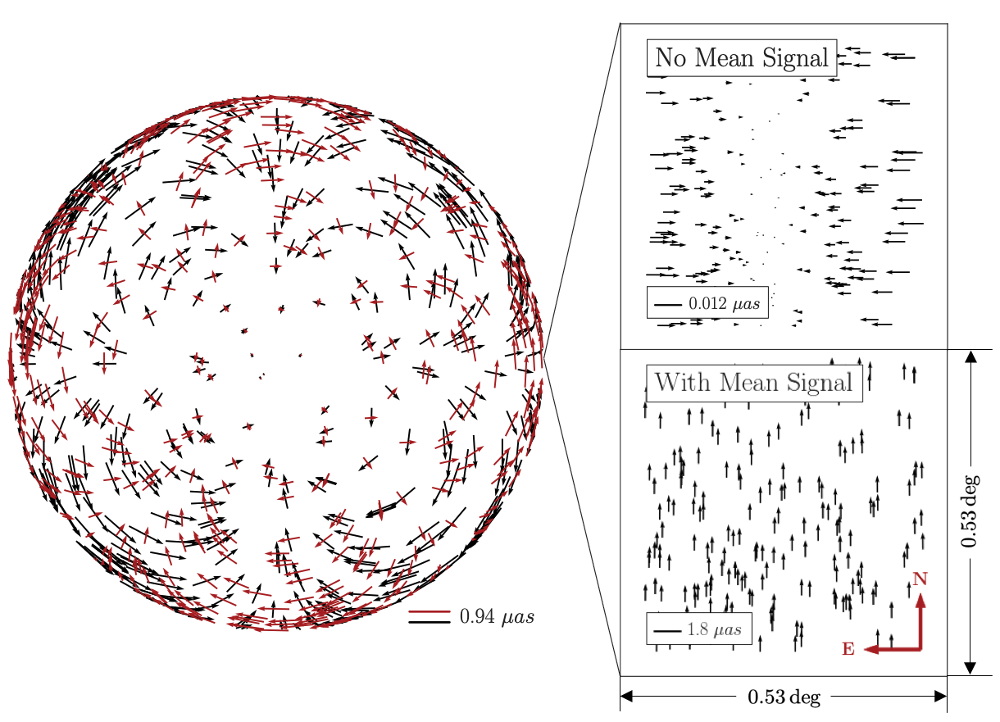 No Mean Signal
0.012 μas
With Mean Signal
1.8 μas
N
E
0.94 μas
0.53 deg
0.53 deg